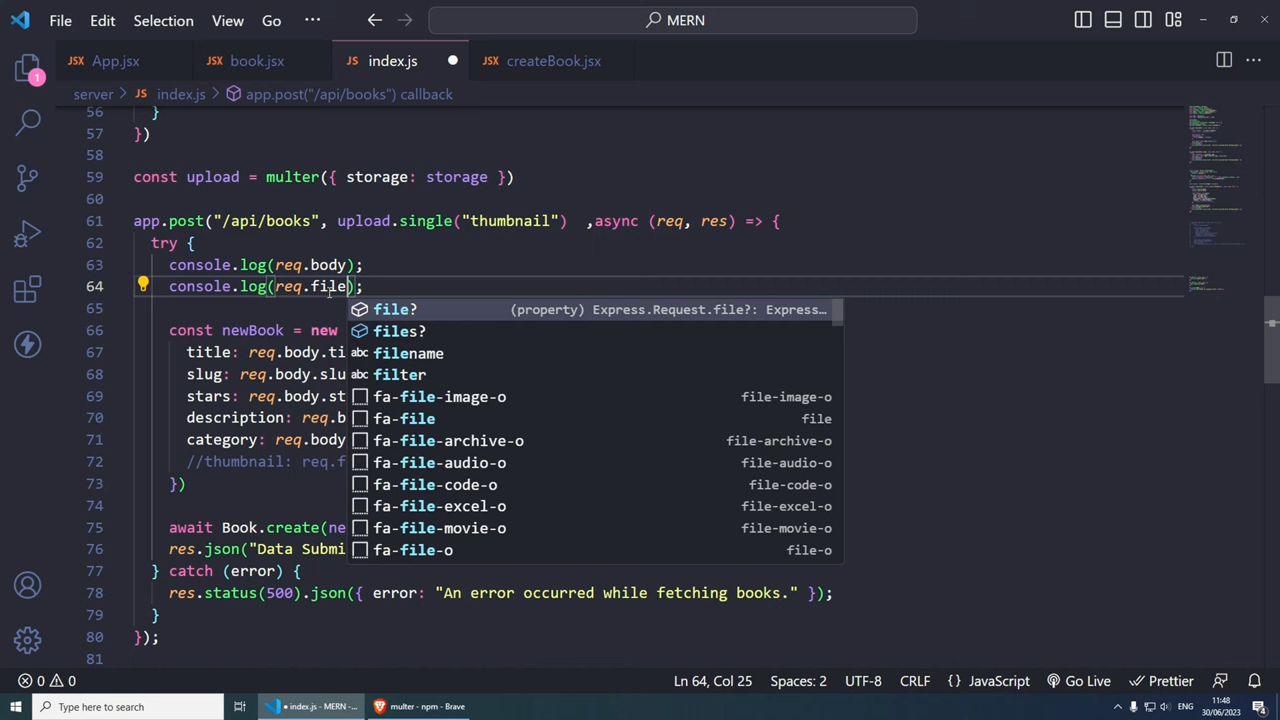 File Edit Selection View Go ··· MERN
JSX App.jsx JSX book.jsx JS index.js JSX createBook.jsx
server > JS index.js > app.post("/api/books") callback
56 }
57 })
58
59 const upload = multer({ storage: storage })
60
61 app.post("/api/books", upload.single("thumbnail") ,async (req, res) => {
62 try {
63 console.log(req.body);
64 console.log(req.file);
65 file? (property) Express.Request.file?: Express…
files?
66 const newBook = new
filename
67 title: req.body.ti
filter
68 slug: req.body.slu
fa-file-image-o file-image-o
69 stars: req.body.st
fa-file file
70 description: req.b
fa-file-archive-o file-archive-o
71 category: req.body
fa-file-audio-o file-audio-o
72 //thumbnail: req.f
fa-file-code-o file-code-o
73 })
fa-file-excel-o file-excel-o
74
fa-file-movie-o file-movie-o
75 await Book.create(ne
fa-file-o file-o
76 res.json("Data Submi
77 } catch (error) {
78 res.status(500).json({ error: "An error occurred while fetching books." });
79 }
80 });
81
1
0 0 Ln 64, Col 25 Spaces: 2 UTF-8 CRLF {} JavaScript Go Live Prettier
Type here to search index.js - MERN -... multer - npm - Brave ENG 11:48
30/06/2023 4